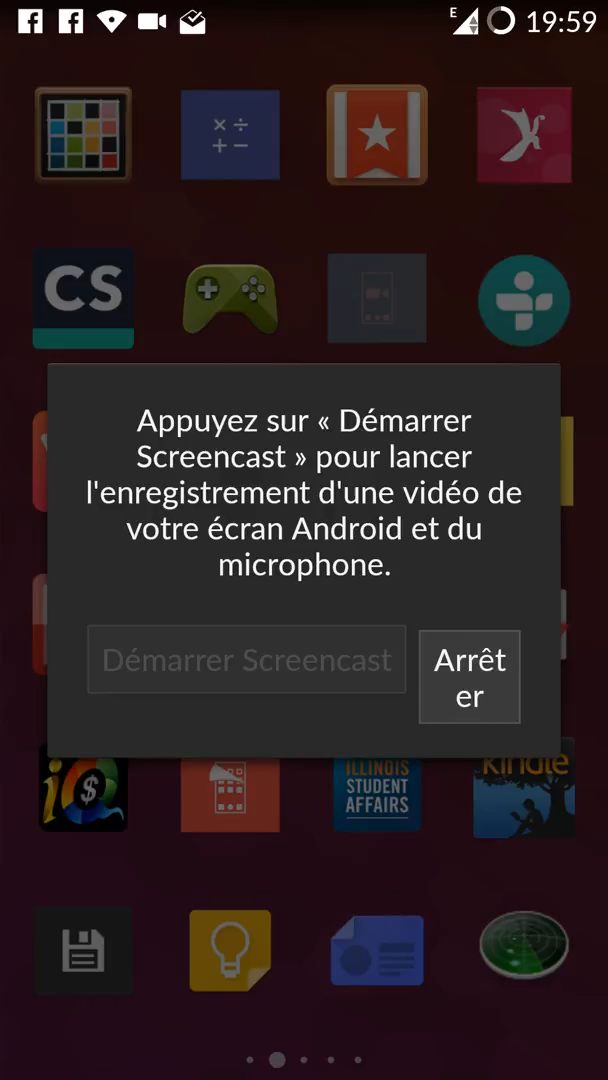 E
19:59
CS
Appuyez sur « Démarrer
Screencast » pour lancer
l'enregistrement d'une vidéo de
votre écran Android et du
microphone.
Démarrer Screencast
Arrêt
er
ILLINOIS
STUDENT
AFFAIRS
kindle